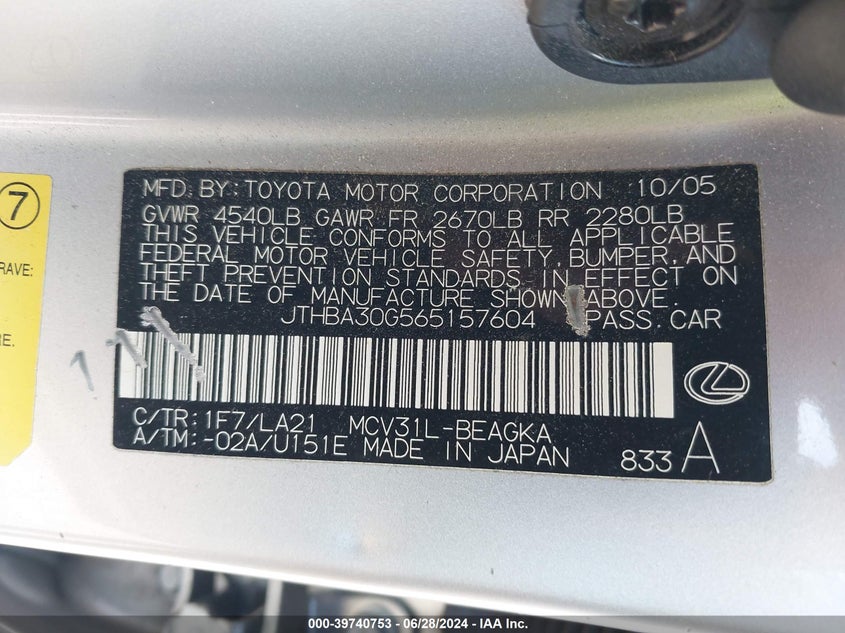 7
RAVE:
RE.
MFD. BY: TOYOTA MOTOR CORPORATION 10/05
GVWR 4540LB GAWR FR 2670LB RR 2280LB
THIS VEHICLE CONFORMS TO ALL APPLICABLE
FEDERAL MOTOR VEHICLE SAFETY, BUMPER, AND
THEFT PREVENTION STANDARDS IN EFFECT ON
THE DATE OF MANUFACTURE SHOWN ABOVE.
JTHBA30G565157604 PASS. CAR
111
C/TR: 1F7/LA21 MCV31L-BEAGKA
A/TM: -02A/U151E MADE IN JAPAN 833 A
000-39740753 | 06/28/2024 | IAA Inc.